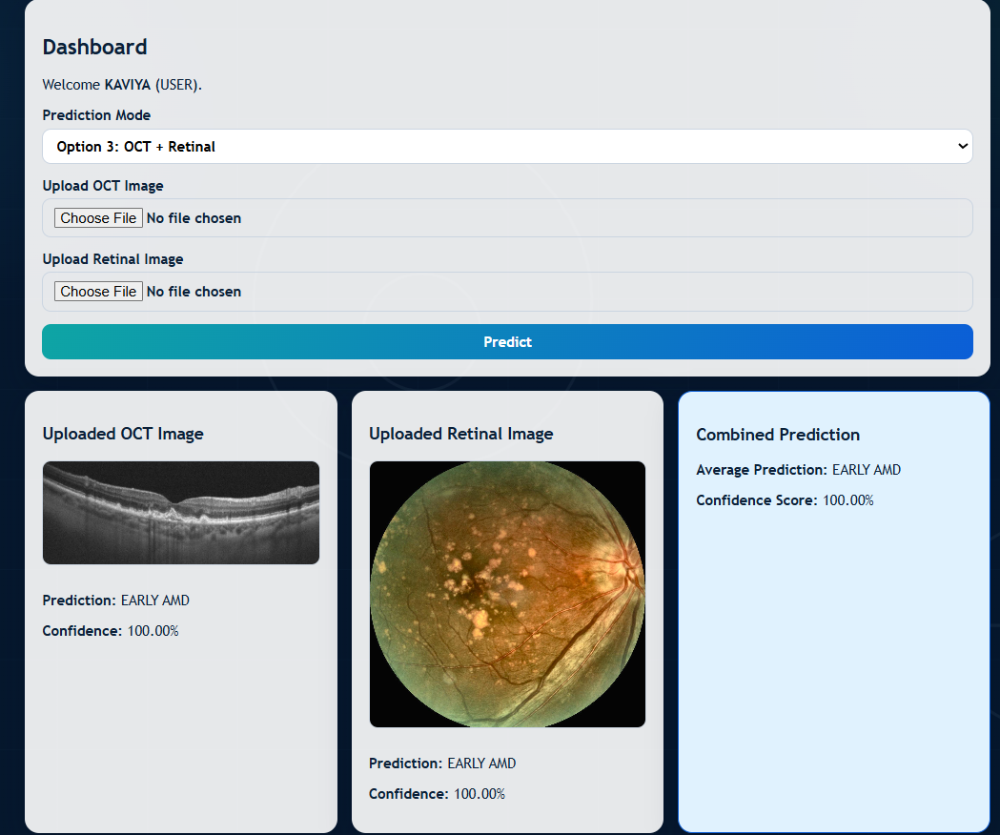 Dashboard
Welcome KAVIYA (USER).
Prediction Mode
Option 3: OCT + Retinal
Upload OCT Image
Choose File No file chosen
Upload Retinal Image
Choose File No file chosen
Predict
Uploaded OCT Image
Prediction: EARLY AMD
Confidence: 100.00%
Uploaded Retinal Image
Prediction: EARLY AMD
Confidence: 100.00%
Combined Prediction
Average Prediction: EARLY AMD
Confidence Score: 100.00%